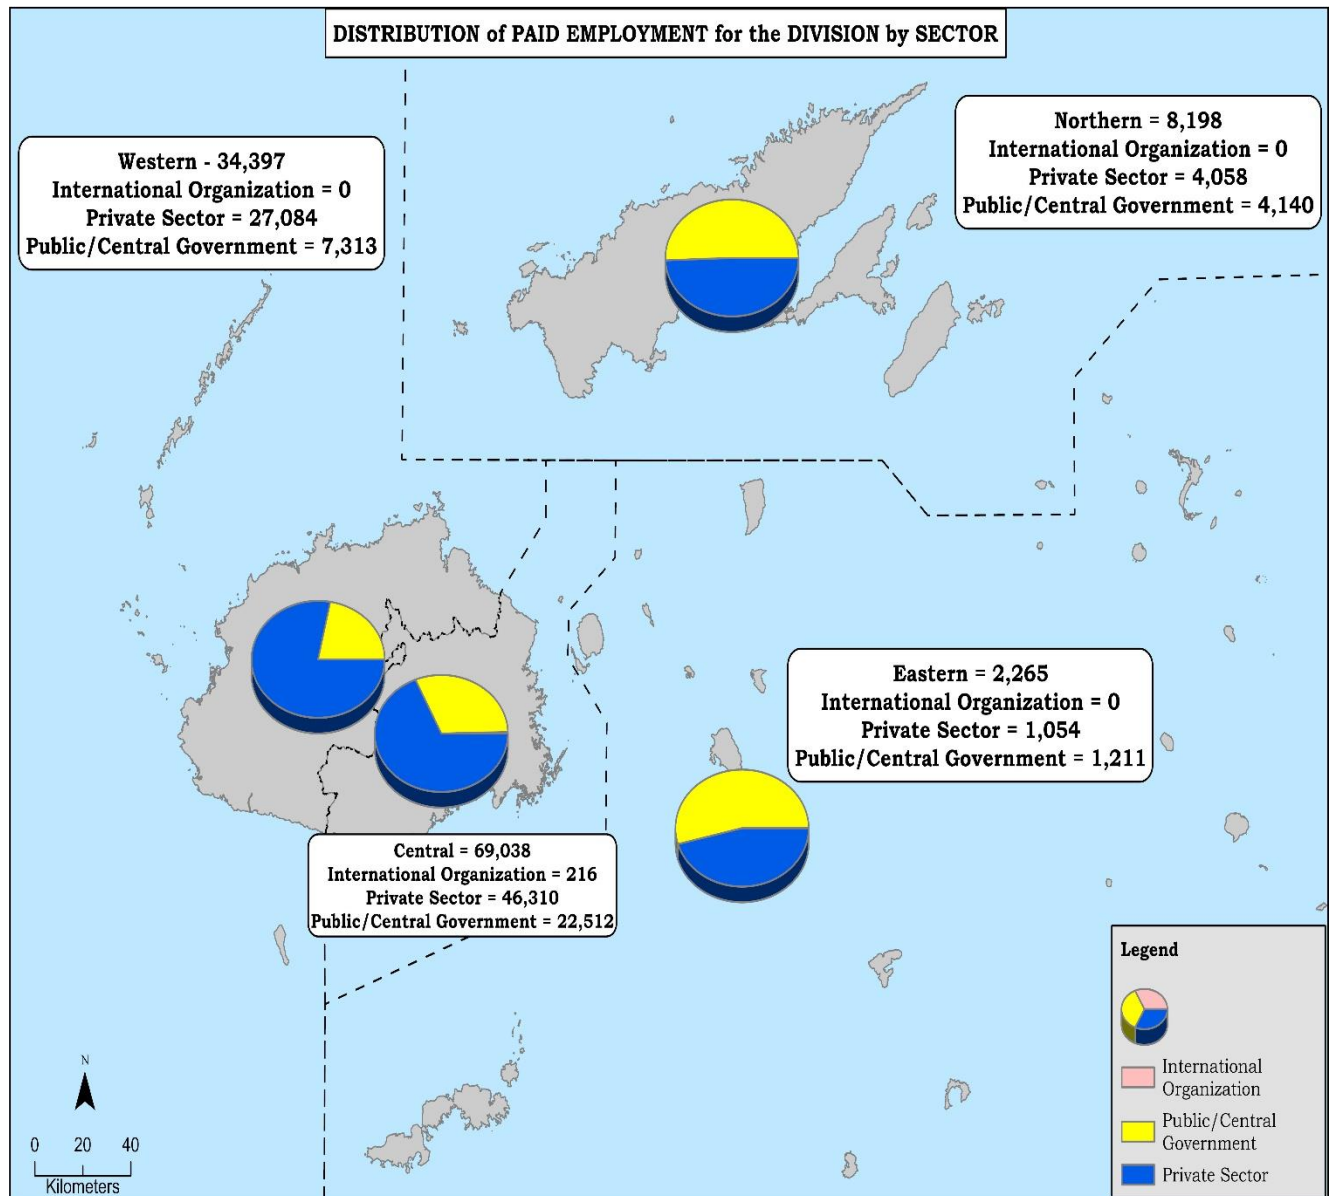 DISTRIBUTION of PAID EMPLOYMENT for the DIVISION by SECTOR
Western - 34,397
International Organization = 0
Private Sector = 27,084
Public/Central Government = 7,313
Northern = 8,198
International Organization = 0
Private Sector = 4,058
Public/Central Government = 4,140
Eastern = 2,265
International Organization = 0
Private Sector = 1,054
Public/Central Government = 1,211
Central = 69,038
International Organization = 216
Private Sector = 46,310
Public/Central Government = 22,512
N
0 20 40
Kilometers
Legend
International
Organization
Public/Central
Government
Private Sector